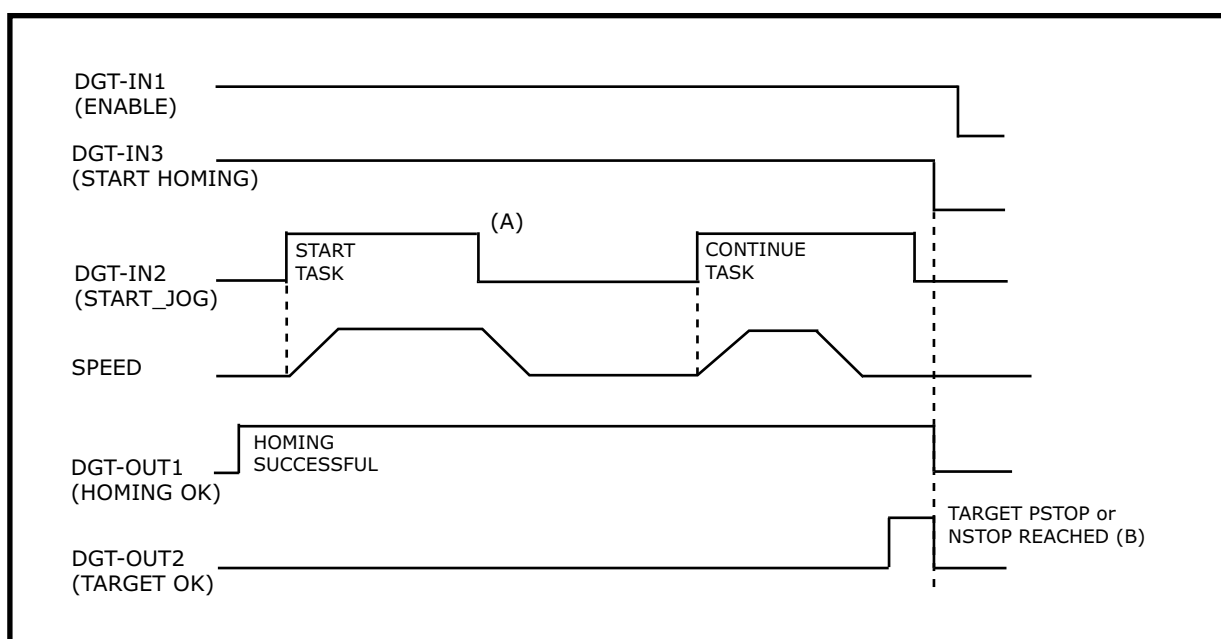 DGT-IN1
(ENABLE)
DGT-IN3
(START HOMING)
(A)
START
TASK
CONTINUE
TASK
DGT-IN2
(START_JOG)
SPEED
HOMING
SUCCESSFUL
DGT-OUT1
(HOMING OK)
TARGET PSTOP or
NSTOP REACHED (B)
DGT-OUT2
(TARGET OK)